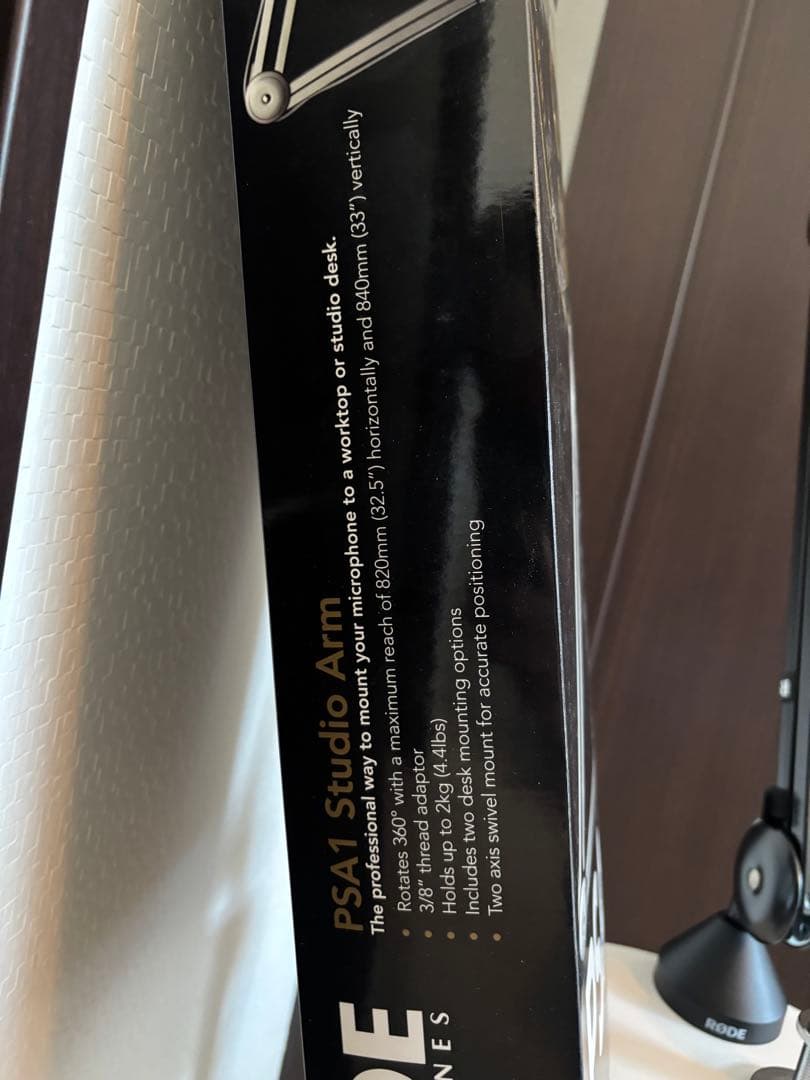 PSA1 Studio Arm
The professional way to mount your microphone to a worktop or studio desk.
• Rotates 360° with a maximum reach of 820mm (32.5") horizontally and 840mm (33") vertically
• 3/8" thread adaptor
• Holds up to 2kg (4.4lbs)
• Includes two desk mounting options
• Two axis swivel mount for accurate positioning
RØDE